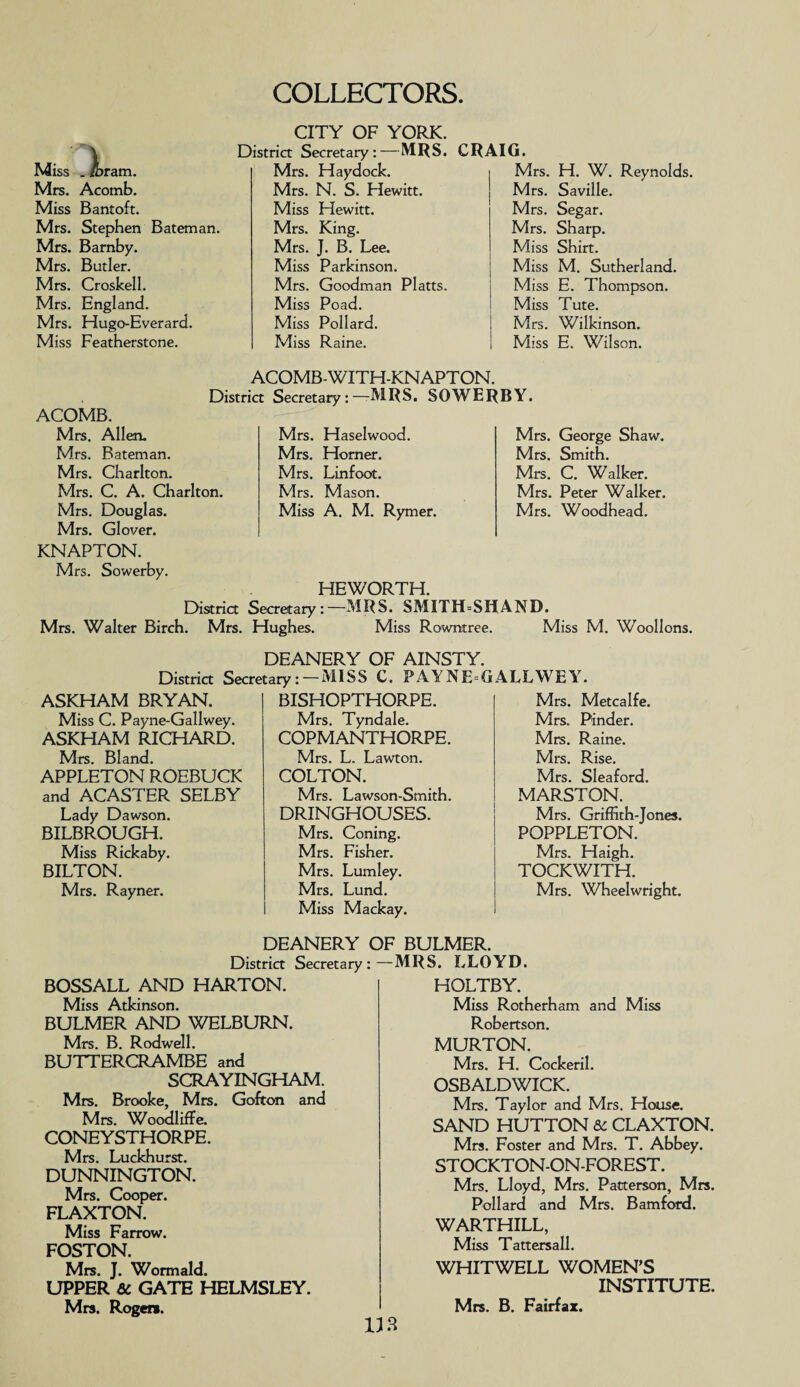 COLLECTORS.
CITY OF YORK.
District Secretary:—MRS. CRAIG.
Miss
Mrs. Acomb.
Miss Bantoft.
Mrs. Stephen Bateman.
Mrs. Barnby.
Mrs. Butler.
Mrs. Croskell.
Mrs. England.
Mrs. Hugo-Everard.
Miss Featherstone.
Mrs. Haydock.
Mrs. N. S. Hewitt.
Miss Hewitt.
Mrs. King.
Mrs. J. B. Lee.
Miss Parkinson.
Mrs. Goodman Platts.
Miss Poad.
Miss Pollard.
Miss Raine.
Mrs. H. W. Reynolds.
Mrs. Saville.
Mrs. Segar.
Mrs. Sharp.
Miss Shirt.
Miss M. Sutherland.
Miss E. Thompson.
Miss Tute.
Mrs. Wilkinson.
Miss E. Wilson.
ACOMB-WITH-KNAPTON.
District Secretary:—MRS. SOWERBY.
ACOMB.
Mrs. Allen.
Mrs. Bateman.
Mrs. Charlton.
Mrs. C. A. Charlton.
Mrs. Douglas.
Mrs. Glover.
KNAPTON.
Mrs. Sowerby.
Mrs. Haselwood.
Mrs. Horner.
Mrs. Linfoot.
Mrs. Mason.
Miss A. M. Rymer.
Mrs. George Shaw.
Mrs. Smith.
Mrs. C. Walker.
Mrs. Peter Walker.
Mrs. Woodhead.
HEWORTH.
District Secretary:—MRS. SMITH-SHAND.
Mrs. Walter Birch. Mrs. Hughes. Miss Rowntree. Miss M. Woollons.
DEANERY OF AINSTY.
District Secretary:—MISS C. PAYNE-GALLWEY.
ASKHAM BRYAN.
Miss C. Payne-Gallwey.
ASKHAM RICHARD.
Mrs. Bland.
APPLETON ROEBUCK
and ACASTER SELBY
Lady Dawson.
BILBROUGH.
Miss Rickaby.
BILTON.
Mrs. Rayner.
BISHOPTHORPE.
Mrs. Tyndale.
COPMANTHORPE.
Mrs. L. Lawton.
COLTON.
Mrs. Lawson-Smith.
DRINGHOUSES.
Mrs. Coning.
Mrs. Fisher.
Mrs. Lumley.
Mrs. Lund.
Miss Mackay.
Mrs. Metcalfe.
Mrs. Pinder.
Mrs. Raine.
Mrs. Rise.
Mrs. Sleaford.
MARSTON.
Mrs. Griffith-Jones.
POPPLETON.
Mrs. Haigh.
TOCKWITH.
Mrs. Wheelwright.
DEANERY OF BULMER.
District Secretary:—MRS. LLOYD.
BOSSALL AND HARTON.
Miss Atkinson.
BULMER AND WELBURN.
Mrs. B. Rodwell.
BUTTERCRAMBE and
SCRAYINGHAM.
Mrs. Brooke, Mrs. Gofton and
Mrs. Woodliffe.
CONEYSTHORPE.
Mrs. Luckhurst.
DUNNINGTON.
Mrs. Cooper.
FLAXTON.
Miss Farrow.
FOSTON.
Mrs. J. Wormald.
UPPER & GATE HELMSLEY.
Mrs. Rogers.
HOLTBY.
Miss Rotherham and Miss
Robertson.
MURTON.
Mrs. H. Cockeril.
OSBALDWICK.
Mrs. Taylor and Mrs. House.
SAND HUTTON & CLAXTON.
Mrs. Foster and Mrs. T. Abbey.
STOCKTON-ON-FOREST.
Mrs. Lloyd, Mrs. Patterson, Mrs.
Pollard and Mrs. Bamford.
WARTHILL,
Miss Tattersall.
WHITWELL WOMEN'S
INSTITUTE.
Mrs. B. Fairfax.